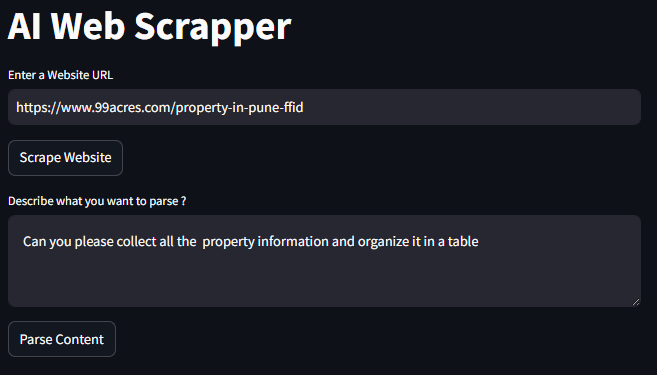 AI Web Scrapper
Enter a Website URL
https://www.99acres.com/property-in-pune-ffid
Scrape Website
Describe what you want to parse ?
Can you please collect all the  property information and organize it in a table
Parse Content